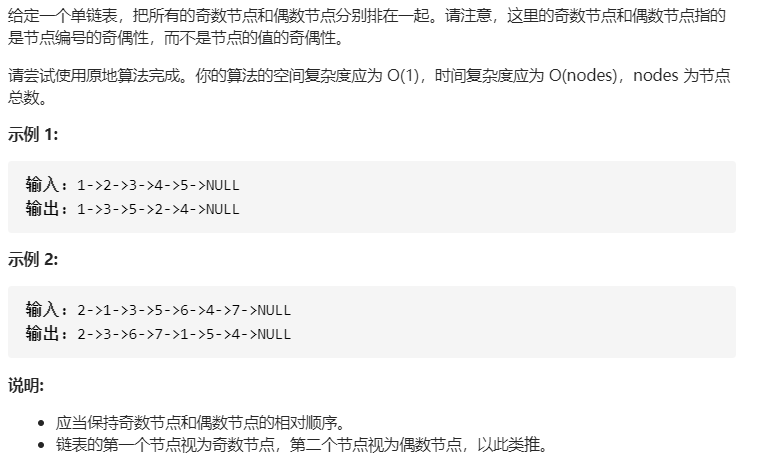 给定一个单链表，把所有的奇数节点和偶数节点分别排在一起。请注意，这里的奇数节点和偶数节点指的
是节点编号的奇偶性，而不是节点的值的奇偶性。
请尝试使用原地算法完成。你的算法的空间复杂度应为 O(1)，时间复杂度应为 O(nodes)，nodes 为节点
总数。
示例 1:
输入: 1->2->3->4->5->NULL
输出: 1->3->5->2->4->NULL
示例 2:
输入: 2->1->3->5->6->4->7->NULL
输出: 2->3->6->7->1->5->4->NULL
说明:
• 应当保持奇数节点和偶数节点的相对顺序。
• 链表的第一个节点视为奇数节点，第二个节点视为偶数节点，以此类推。